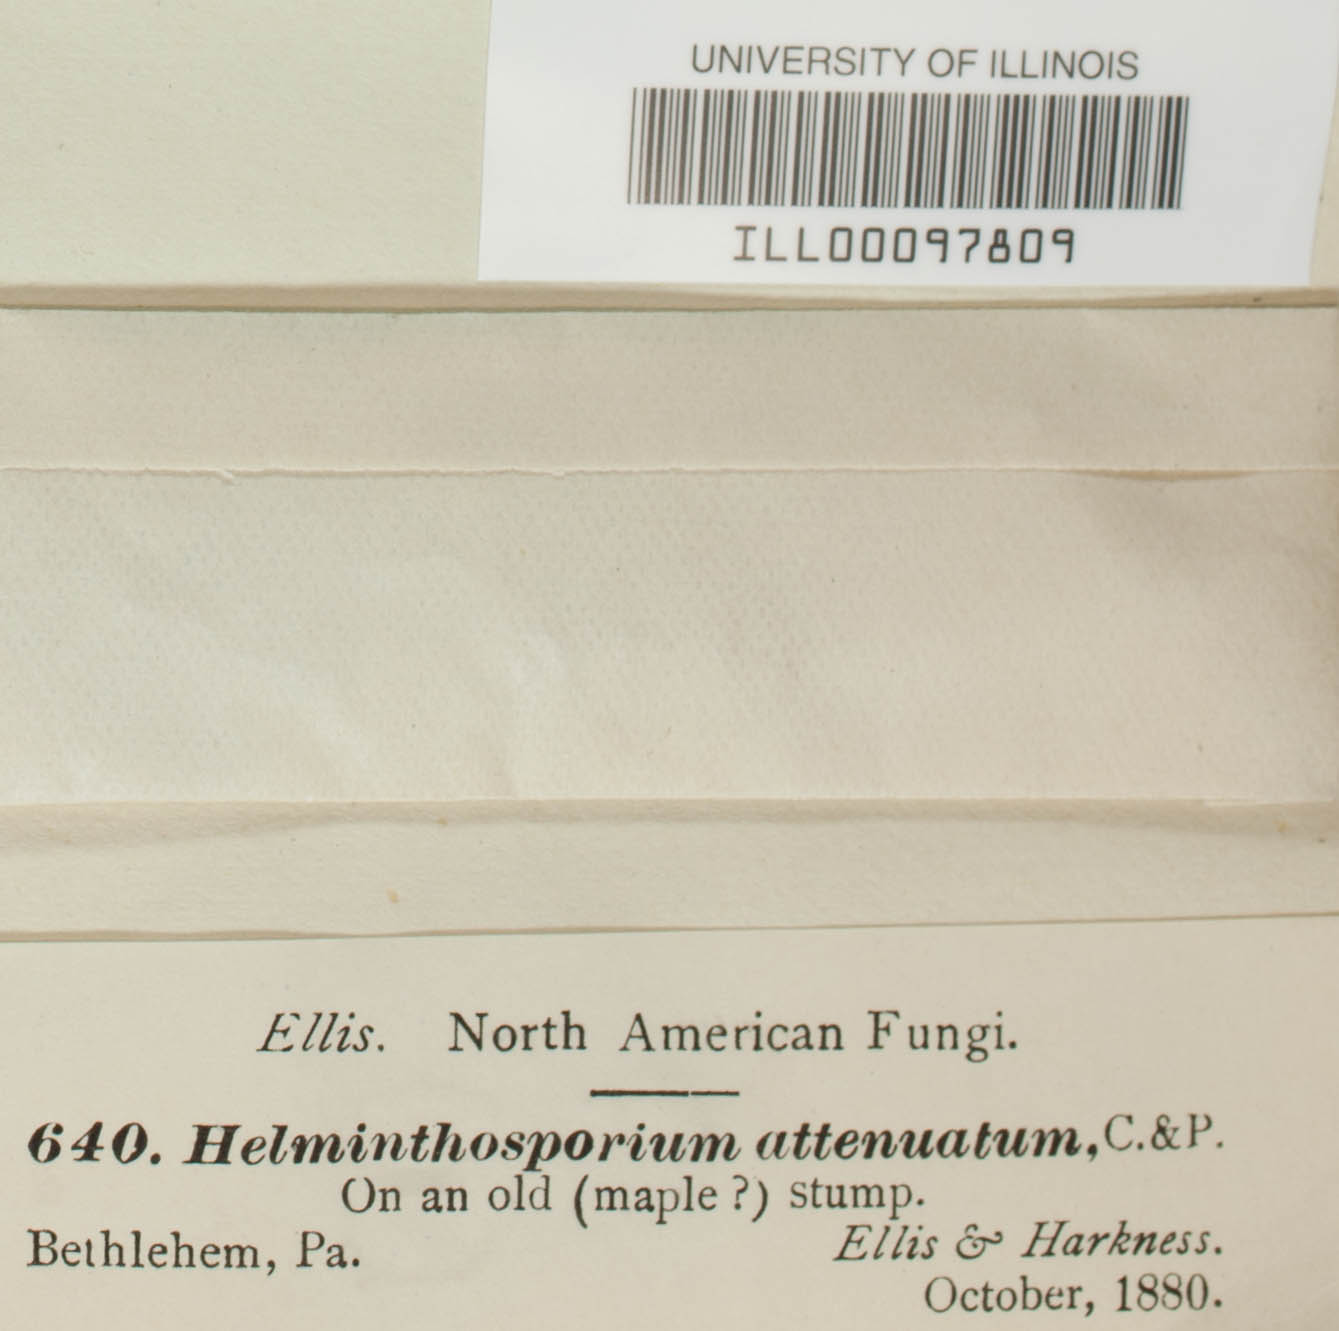 UNIVERSITY OF ILLINOIS
ILL00097809
Ellis. North American Fungi.
640. Helminthosporium attenuatum, C.&P.
On an old (maple?) stump.
Bethlehem, Pa. Ellis & Harkness.
October, 1880.